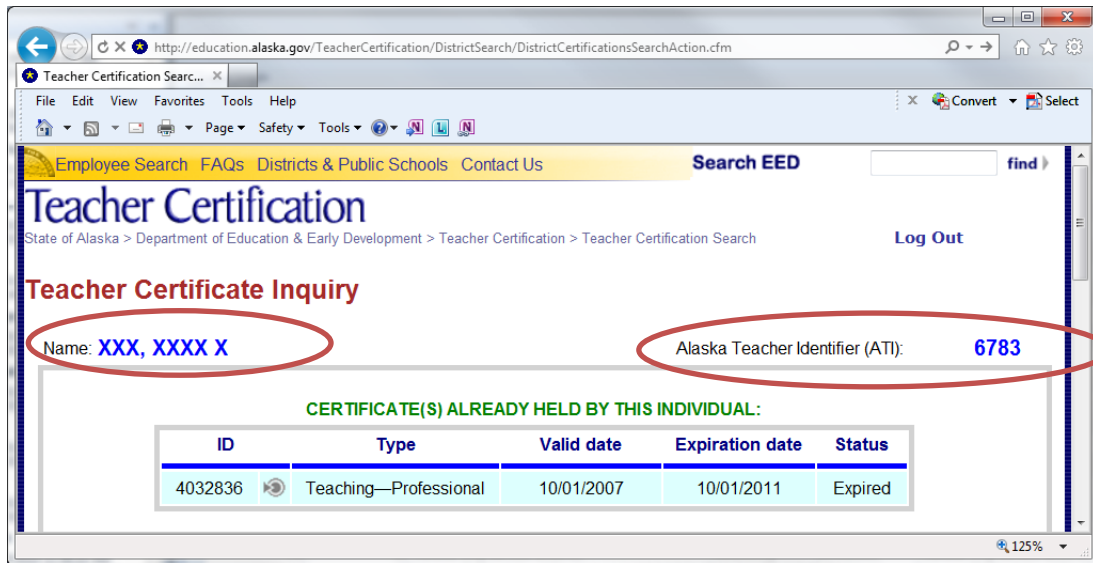 http://education.alaska.gov/TeacherCertification/DistrictSearch/DistrictCertificationsSearchAction.cfm
Teacher Certification Searc...
File Edit View Favorites Tools Help
Convert Select
Page Safety Tools
Employee Search FAQs Districts & Public Schools Contact Us Search EED find
Teacher Certification
State of Alaska > Department of Education & Early Development > Teacher Certification > Teacher Certification Search Log Out
Teacher Certificate Inquiry
Name: XXX, XXXX X Alaska Teacher Identifier (ATI): 6783
CERTIFICATE(S) ALREADY HELD BY THIS INDIVIDUAL:
ID Type Valid date Expiration date Status
4032836 Teaching—Professional 10/01/2007 10/01/2011 Expired
125%